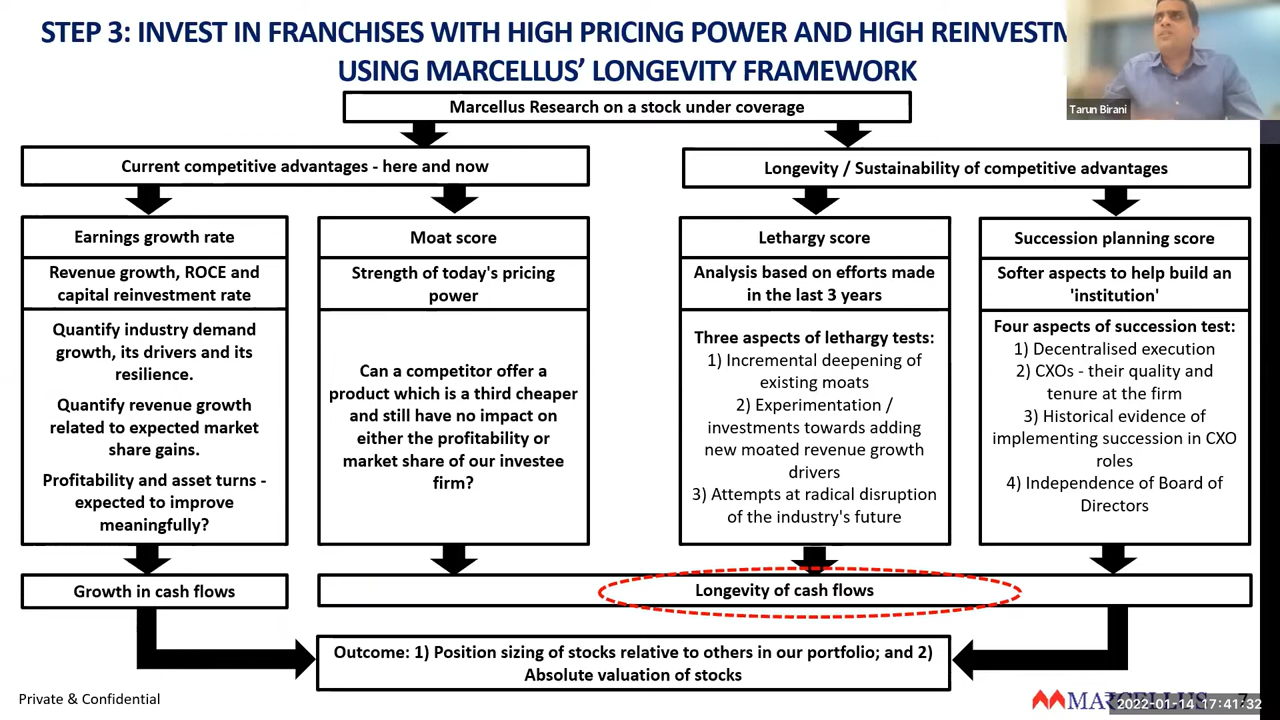 STEP 3: INVEST IN FRANCHISES WITH HIGH PRICING POWER AND HIGH
USING MARCELLUS' LONGEVITY FRAMEWORK
Tarun Birani
Marcellus Research on a stock under coverage
Current competitive advantages - here and now
Longevity / Sustainability of competitive advantages
Earnings growth rate
Revenue growth, ROCE and
capital reinvestment rate
Quantify industry demand
growth, its drivers and its
resilience.
Quantify revenue growth
related to expected market
share gains.
Profitability and asset turns -
expected to improve
meaningfully?
Moat score
Strength of today's pricing
power
Can a competitor offer a
product which is a third cheaper
and still have no impact on
either the profitability or
market share of our investee
firm?
Lethargy score
Analysis based on efforts made
in the last 3 years
Three aspects of lethargy tests:
1) Incremental deepening of
existing moats
2) Experimentation /
investments towards adding
new moated revenue growth
drivers
3) Attempts at radical disruption
of the industry's future
Succession planning score
Softer aspects to help build an
'institution'
Four aspects of succession test:
1) Decentralised execution
2) CXOs - their quality and
tenure at the firm
3) Historical evidence of
implementing succession in CXO
roles
4) Independence of Board of
Directors
Growth in cash flows
Longevity of cash flows
Outcome: 1) Position sizing of stocks relative to others in our portfolio; and 2)
Absolute valuation of stocks
Private & Confidential
MARCELLUS
2022-01-14 17:41:32